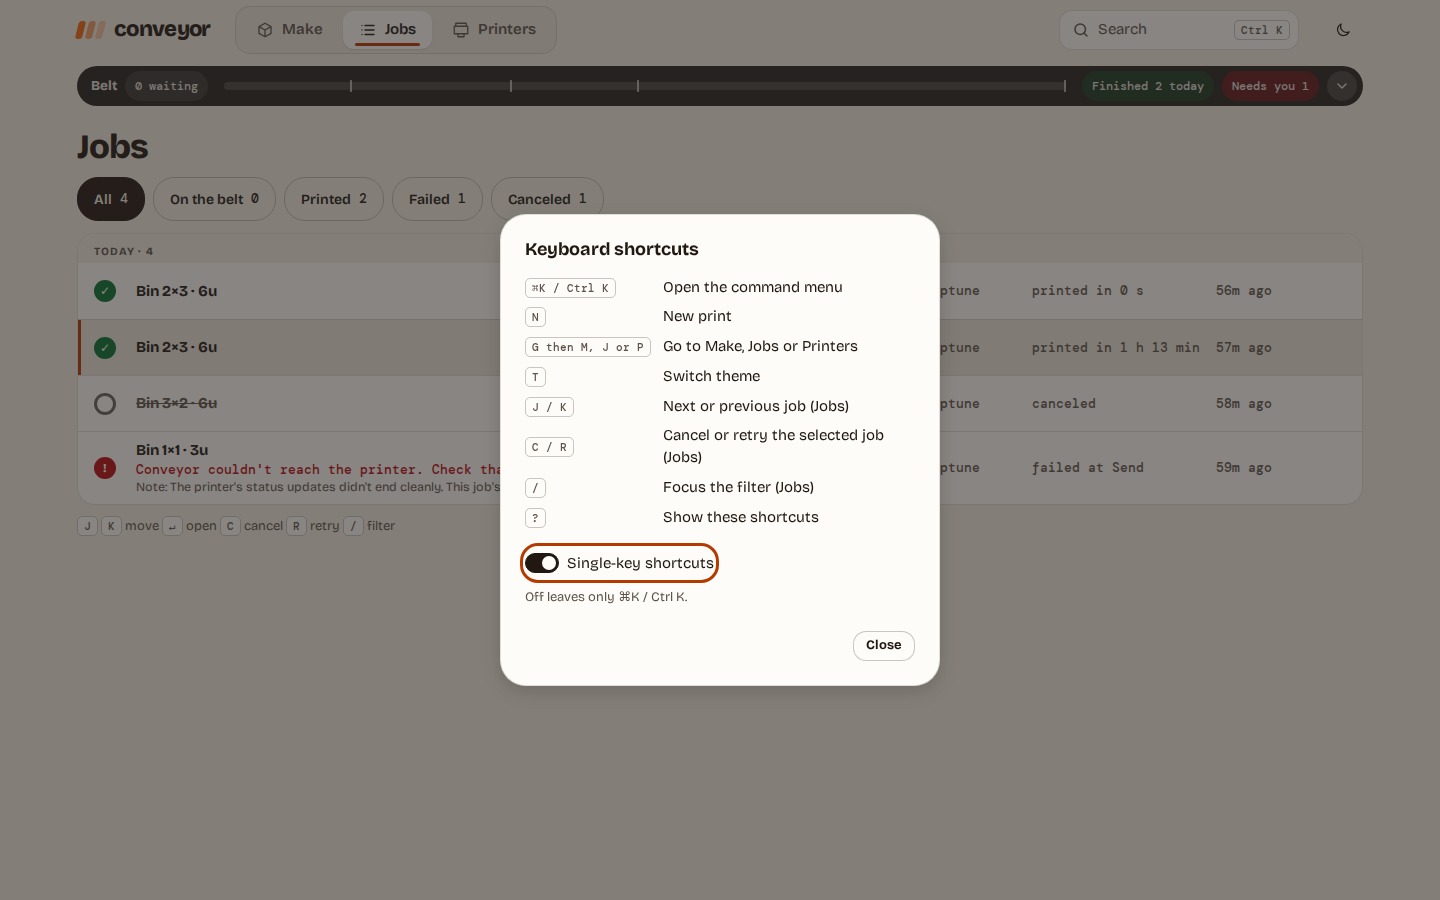 conveyor
Make
Jobs
Printers
Search
Ctrl K
Belt
0 waiting
Finished 2 today
Needs you 1
Jobs
All 4
On the belt 0
Printed 2
Failed 1
Canceled 1
TODAY · 4
Bin 2×3 · 6u
printed in 0 s
56m ago
Bin 2×3 · 6u
printed in 1 h 13 min
57m ago
Bin 3×2 · 6u
canceled
58m ago
Bin 1×1 · 3u
Conveyor couldn't reach the printer. Check
Note: The printer's status updates didn't end cleanly. This job's
failed at Send
59m ago
J K move ↵ open C cancel R retry / filter
Keyboard shortcuts
⌘K / Ctrl K Open the command menu
N New print
G then M, J or P Go to Make, Jobs or Printers
T Switch theme
J / K Next or previous job (Jobs)
C / R Cancel or retry the selected job
(Jobs)
/ Focus the filter (Jobs)
? Show these shortcuts
Single-key shortcuts
Off leaves only ⌘K / Ctrl K.
Close